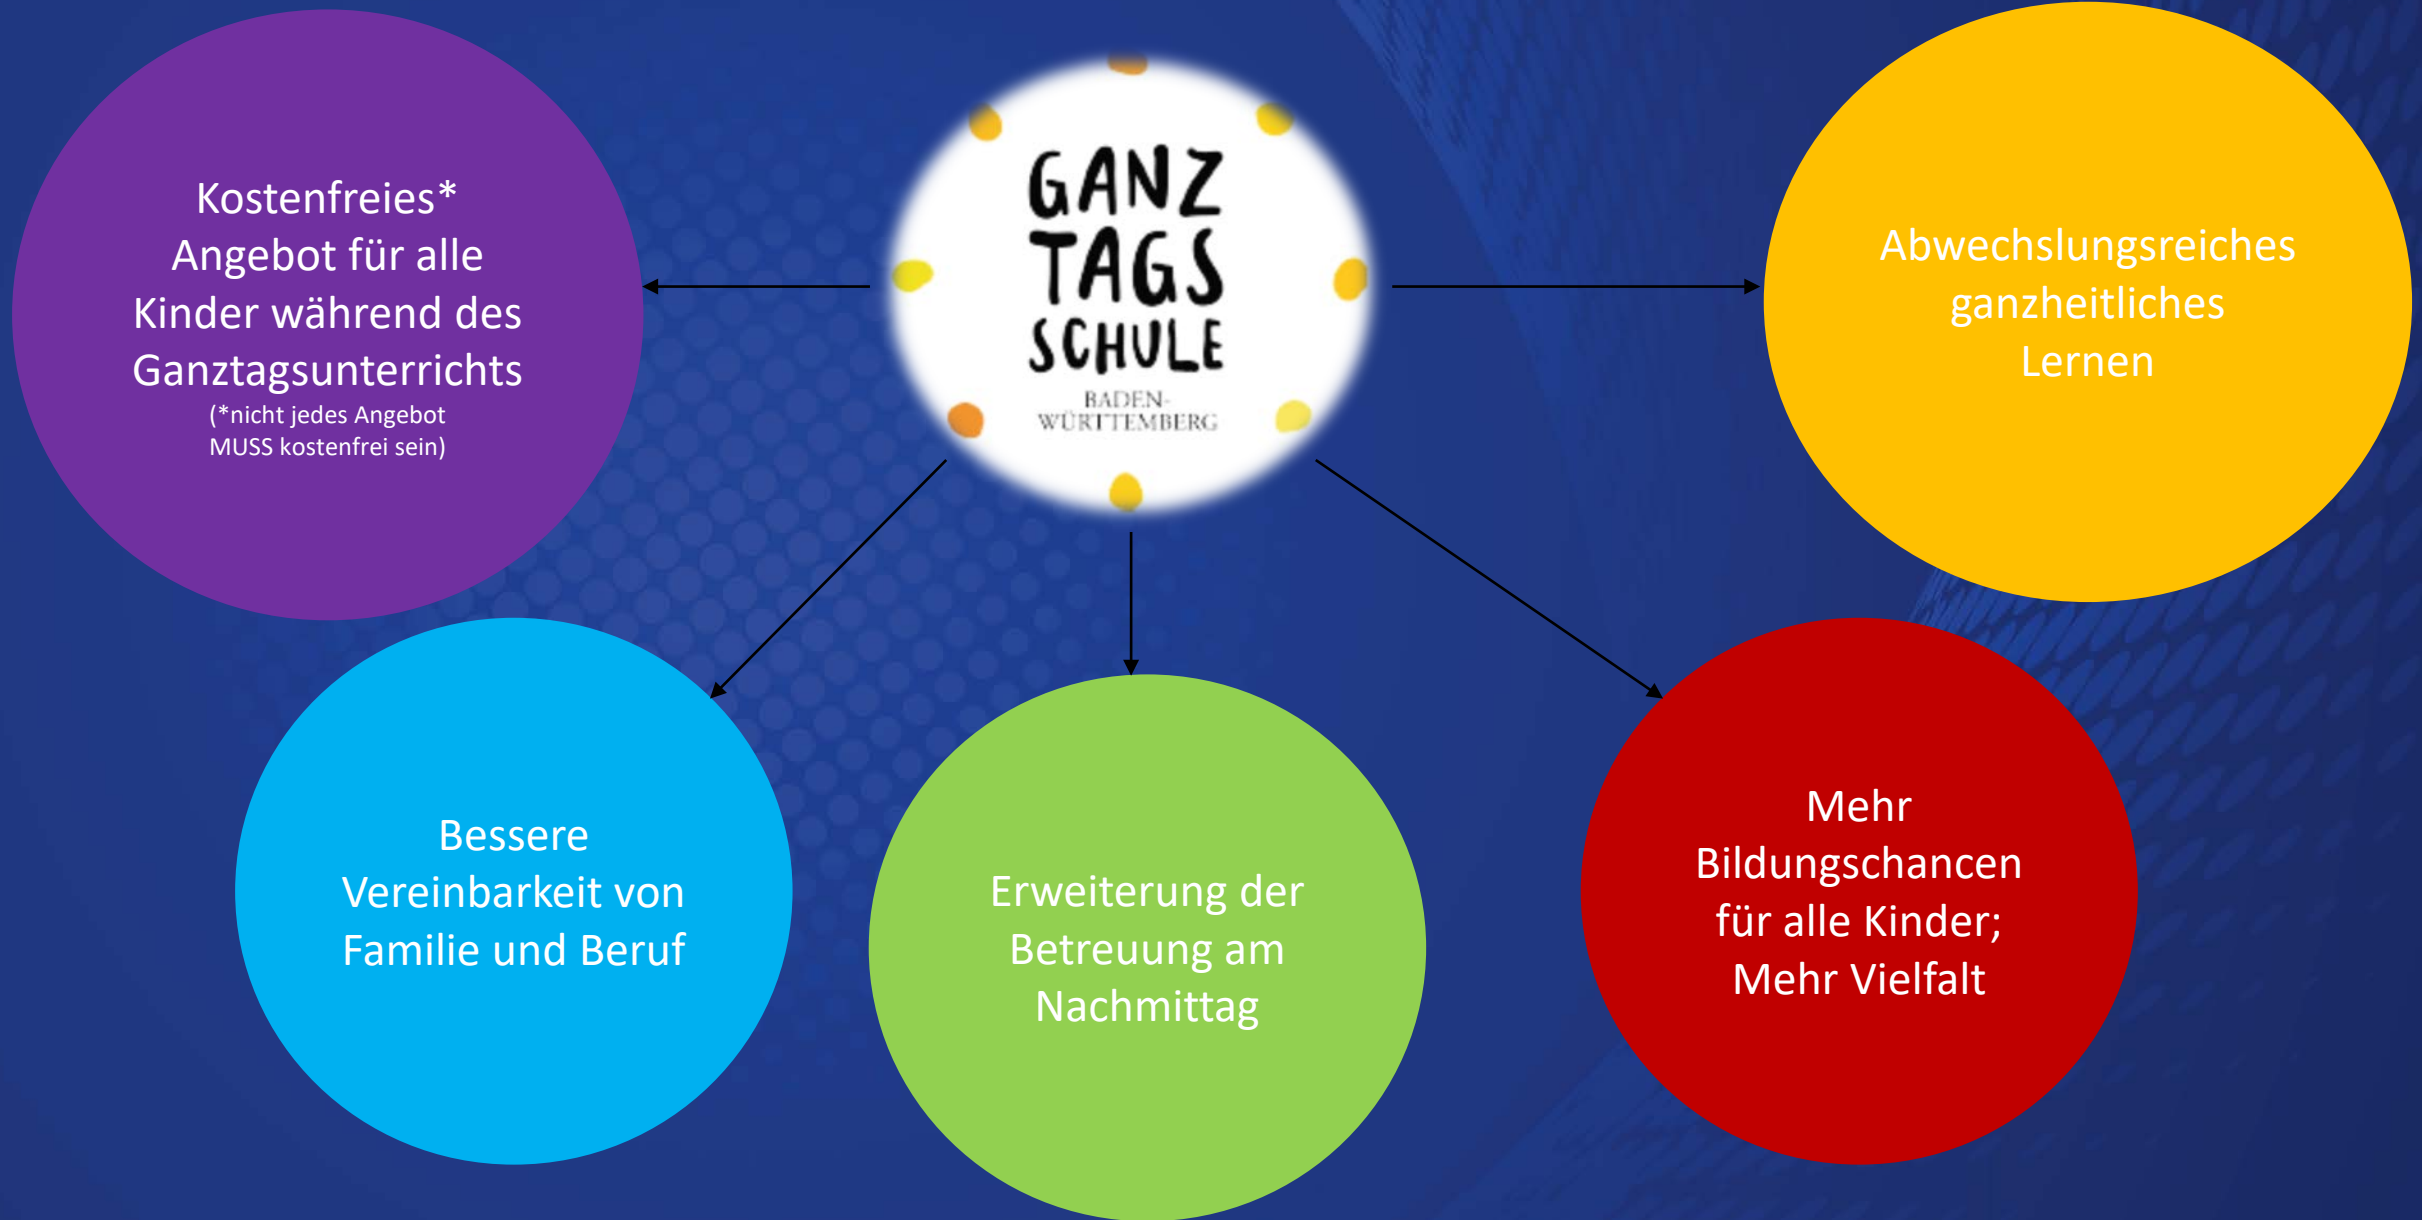 Kostenfreies*
Angebot für alle
Kinder während des
Ganztagsunterrichts
(*nicht jedes Angebot
MUSS kostenfrei sein)
GANZ
TAGS
SCHULE
BADEN-
WÜRTTEMBERG
Abwechslungsreiches
ganzheitliches
Lernen
Bessere
Vereinbarkeit von
Familie und Beruf
Erweiterung der
Betreuung am
Nachmittag
Mehr
Bildungschancen
für alle Kinder;
Mehr Vielfalt